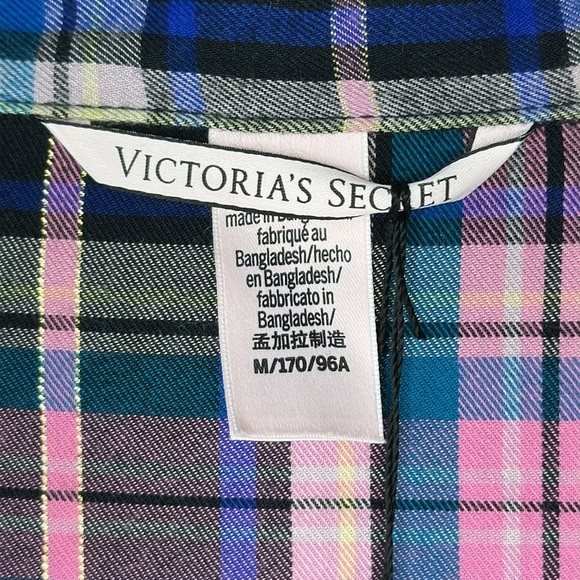 VICTORIA'S SECRET
made in Bangladesh/
fabriqué au
Bangladesh/hecho
en Bangladesh/
fabbricato in
Bangladesh/
孟加拉制造
M/170/96A